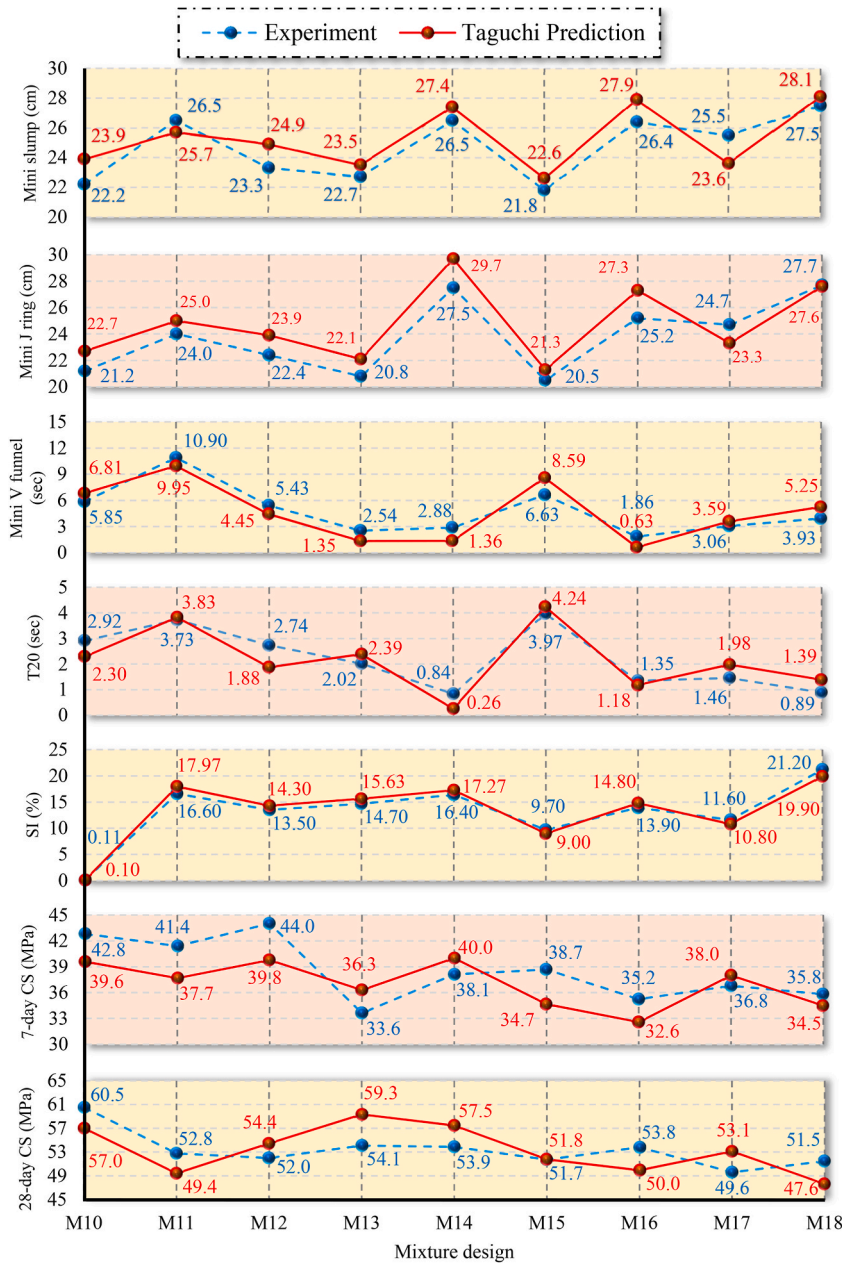 Experiment Taguchi Prediction
Mini slump (cm)
30
28
26
24
22
20
23.9 26.5 24.9 23.5 27.4 22.6 27.9 25.5 28.1
22.2 25.7 23.3 22.7 26.5 21.8 26.4 23.6 27.5
Mini J ring (cm)
30
28
26
24
22
20
22.7 25.0 23.9 22.1 29.7 21.3 27.3 24.7 27.7
21.2 24.0 22.4 20.8 27.5 20.5 25.2 23.3 27.6
Mini V funnel
(sec)
15
12
9
6
3
0
6.81 10.90 5.43 2.54 2.88 8.59 1.86 3.59 5.25
5.85 9.95 4.45 1.35 1.36 6.63 0.63 3.06 3.93
T20 (sec)
5
4
3
2
1
0
2.92 3.83 2.74 2.39 0.84 4.24 1.35 1.98 1.39
2.30 3.73 1.88 2.02 0.26 3.97 1.18 1.46 0.89
SI (%)
25
20
15
10
5
0
0.11 17.97 14.30 15.63 17.27 9.70 14.80 11.60 21.20
0.10 16.60 13.50 14.70 16.40 9.00 13.90 10.80 19.90
7-day CS (MPa)
45
42
39
36
33
30
42.8 41.4 44.0 36.3 40.0 38.7 35.2 38.0 35.8
39.6 37.7 39.8 33.6 38.1 34.7 32.6 36.8 34.5
28-day CS (MPa)
65
61
57
53
49
45
60.5 52.8 54.4 59.3 57.5 51.8 53.8 53.1 51.5
57.0 49.4 52.0 54.1 53.9 51.7 50.0 49.6 47.6
M10 M11 M12 M13 M14 M15 M16 M17 M18
Mixture design